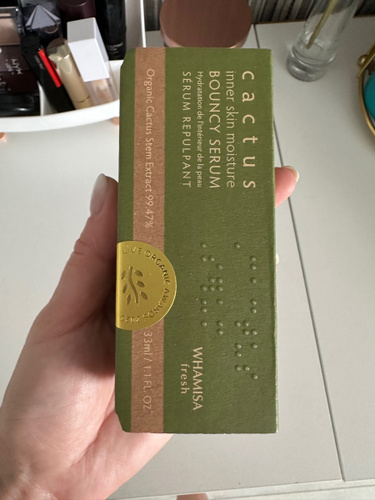 cactus
inner skin moisture
BOUNCY SERUM
Hydratation de l'intérieur de la peau
SÉRUM REPULPANT
WHAMISA
fresh
Organic Cactus Stem Extract 99.47%
33ml / 1.1 FL.OZ